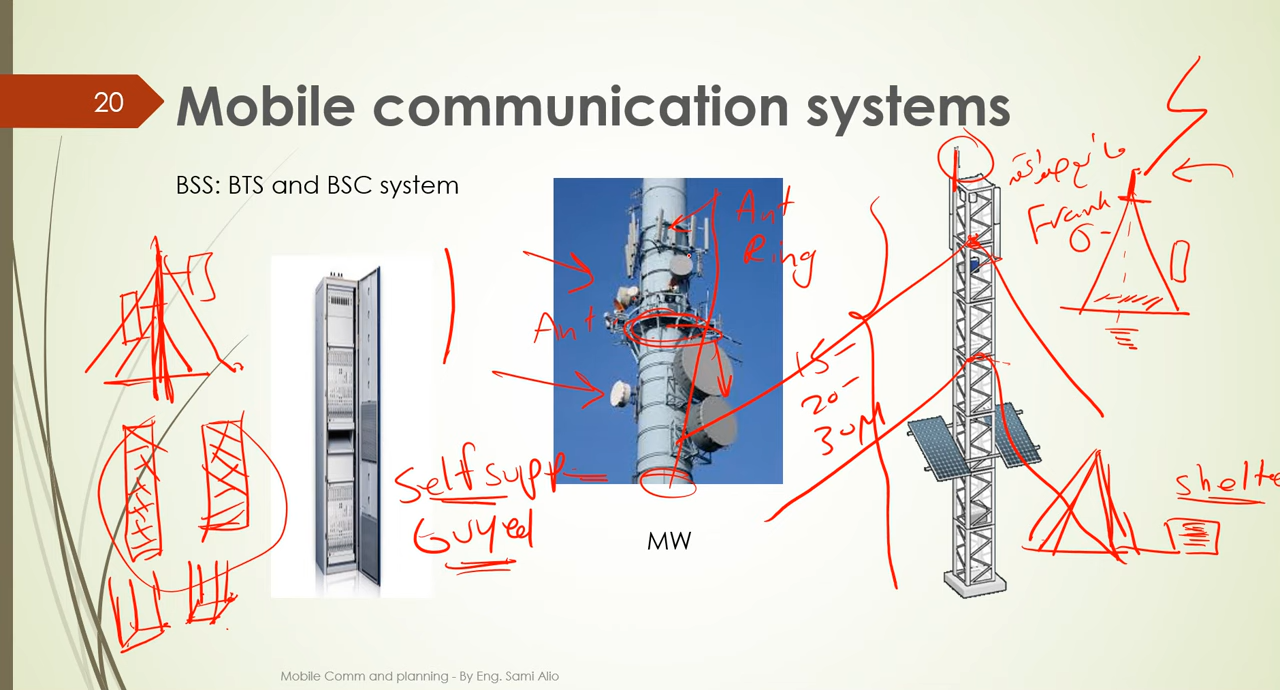 20
Mobile communication systems
BSS: BTS and BSC system
Ant
Ring
Ant
15-
20-
30M
Self supp
Guyed
MW
shelte
Mobile Comm and planning - By Eng. Sami Alio